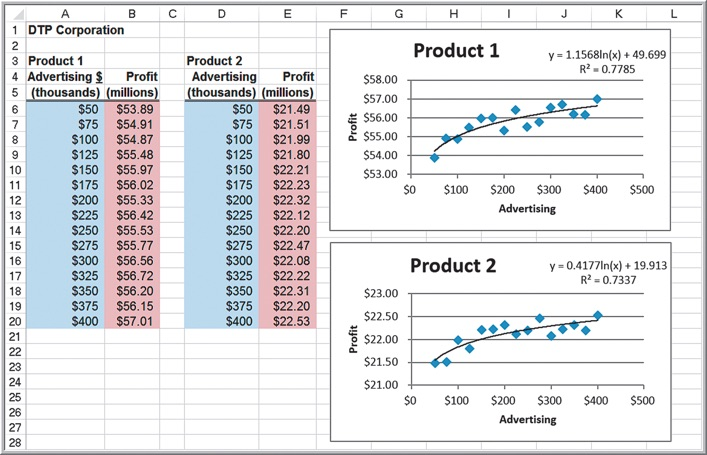 A B C D E F G H I J K L
1 DTP Corporation
2
3 Product 1 Product 2
4 Advertising $ Profit Advertising Profit
5 (thousands) (millions) (thousands) (millions)
6 $50 $53.89 $50 $21.49
7 $75 $54.91 $75 $21.51
8 $100 $54.87 $100 $21.99
9 $125 $55.48 $125 $21.80
10 $150 $55.97 $150 $22.21
11 $175 $56.02 $175 $22.23
12 $200 $55.33 $200 $22.32
13 $225 $56.42 $225 $22.12
14 $250 $55.53 $250 $22.20
15 $275 $55.77 $275 $22.47
16 $300 $56.56 $300 $22.08
17 $325 $56.72 $325 $22.22
18 $350 $56.20 $350 $22.31
19 $375 $56.15 $375 $22.20
20 $400 $57.01 $400 $22.53
21
22
23
24
25
26
27
28
Product 1
y = 1.1568ln(x) + 49.699
R² = 0.7785
$58.00
$57.00
$56.00
$55.00
$54.00
$53.00
Profit
$0 $100 $200 $300 $400 $500
Advertising
Product 2
y = 0.4177ln(x) + 19.913
R² = 0.7337
$23.00
$22.50
$22.00
$21.50
$21.00
Profit
$0 $100 $200 $300 $400 $500
Advertising